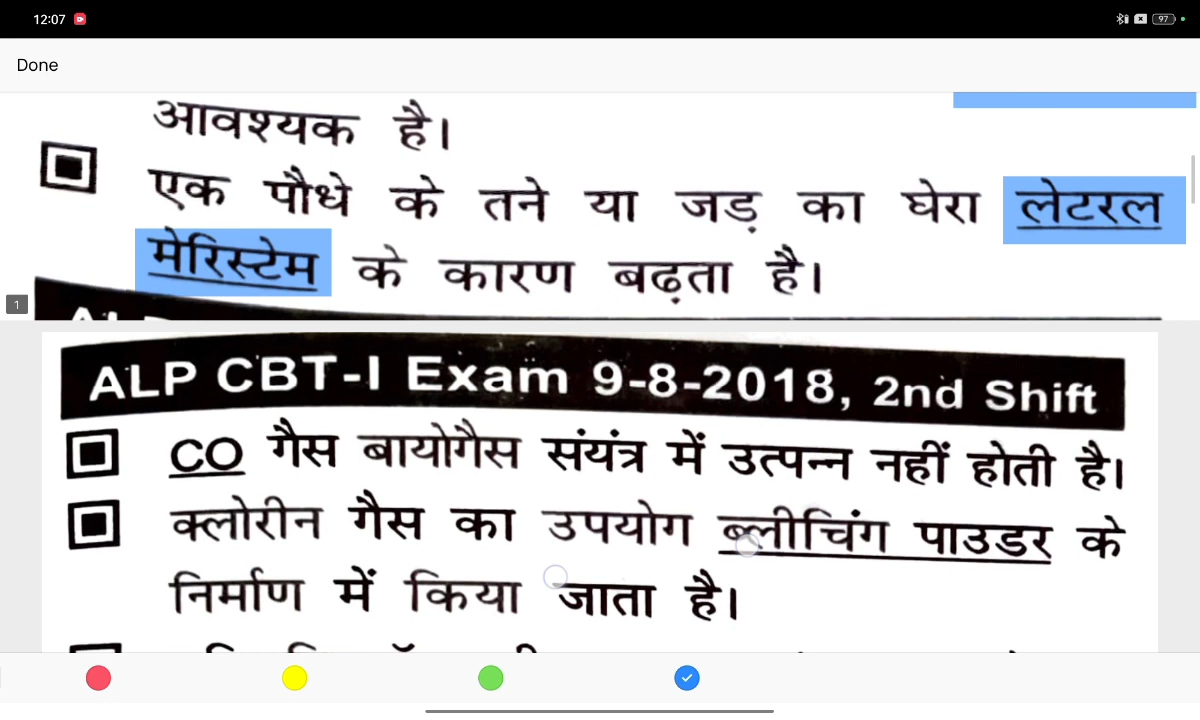 12:07
97
Done
आवश्यक है।
एक पौधे के तने या जड़ का घेरा लेटरल
मेरिस्टेम के कारण बढ़ता है।
1
ALP CBT-I Exam 9-8-2018, 2nd Shift
CO गैस बायोगैस संयंत्र में उत्पन्न नहीं होती है।
क्लोरीन गैस का उपयोग ब्लीचिंग पाउडर के
निर्माण में किया जाता है।